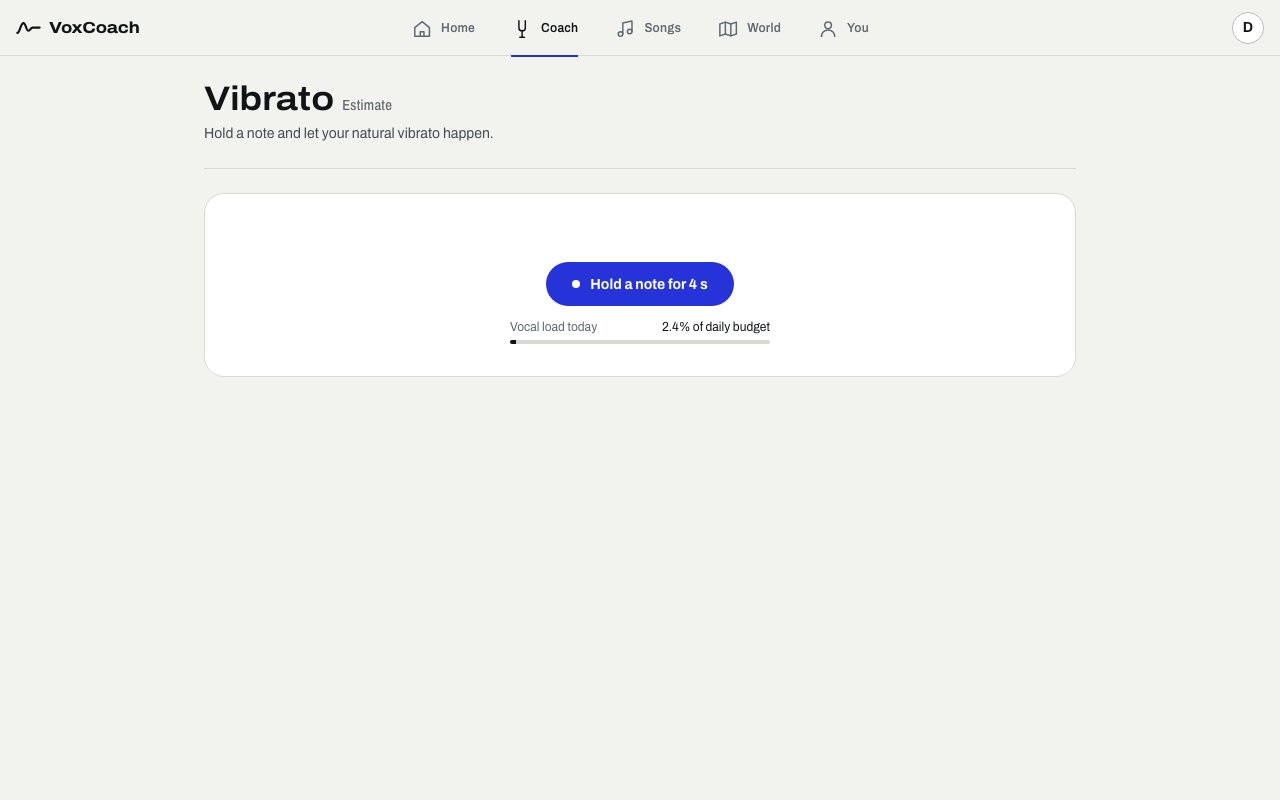 VoxCoach
Home
Coach
Songs
World
You
D
Vibrato Estimate
Hold a note and let your natural vibrato happen.
Hold a note for 4 s
Vocal load today 2.4% of daily budget